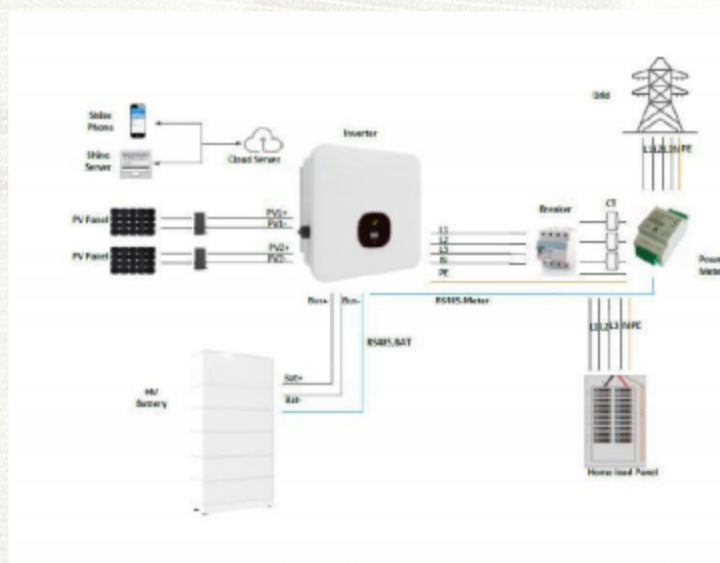 Grid
Shine
Phone
Inverter
Shine
Server
Cloud Server
L1 L2 L3 N PE
PV Panel
PV1+
PV1-
Breaker
CT
PV Panel
PV2+
PV2-
L1
L2
L3
N
PE
Power
Mete
Bus+
Bus-
RS485-Meter
RS485.BAT
L1 L2 L3 N PE
HV
Battery
Bat+
Bat-
Home load Panel